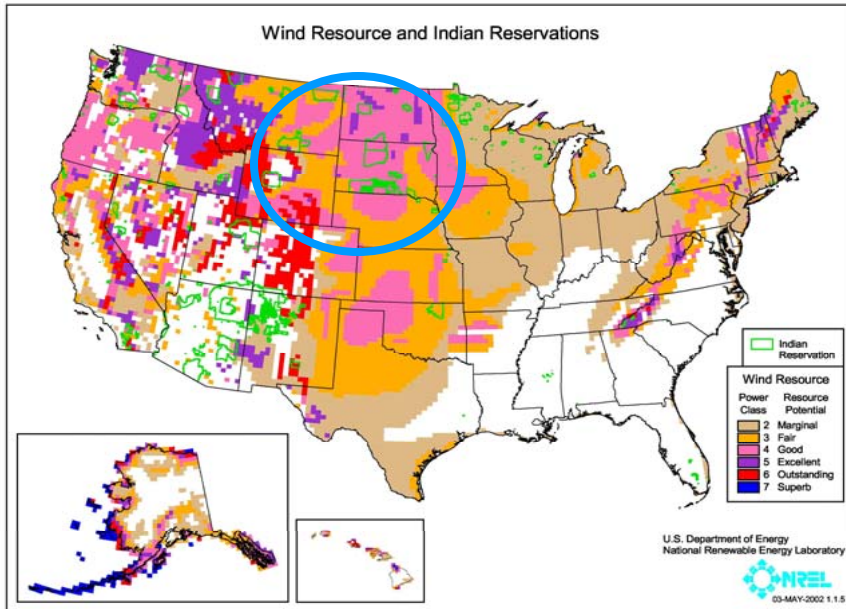 Wind Resource and Indian Reservations
Indian
Reservation
Wind Resource
Power Class Resource Potential
2 Marginal
3 Fair
4 Good
5 Excellent
6 Outstanding
7 Superb
U.S. Department of Energy
National Renewable Energy Laboratory
NREL
03-MAY-2002 1.1.5